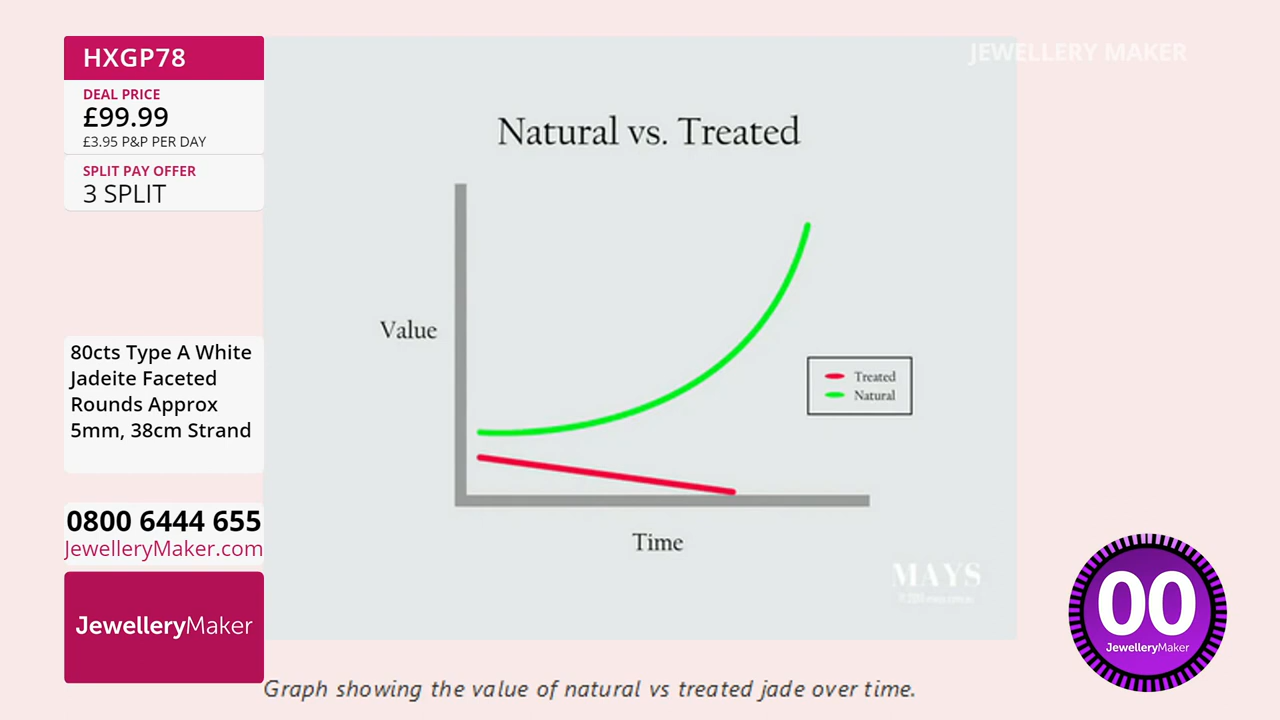 HXGP78
DEAL PRICE
£99.99
£3.95 P&P PER DAY
SPLIT PAY OFFER
3 SPLIT
80cts Type A White
Jadeite Faceted
Rounds Approx
5mm, 38cm Strand
0800 6444 655
JewelleryMaker.com
JewelleryMaker
JEWELLERY MAKER
Natural vs. Treated
Value
Treated
Natural
Time
MAYS
Graph showing the value of natural vs treated jade over time.
00
JewelleryMaker